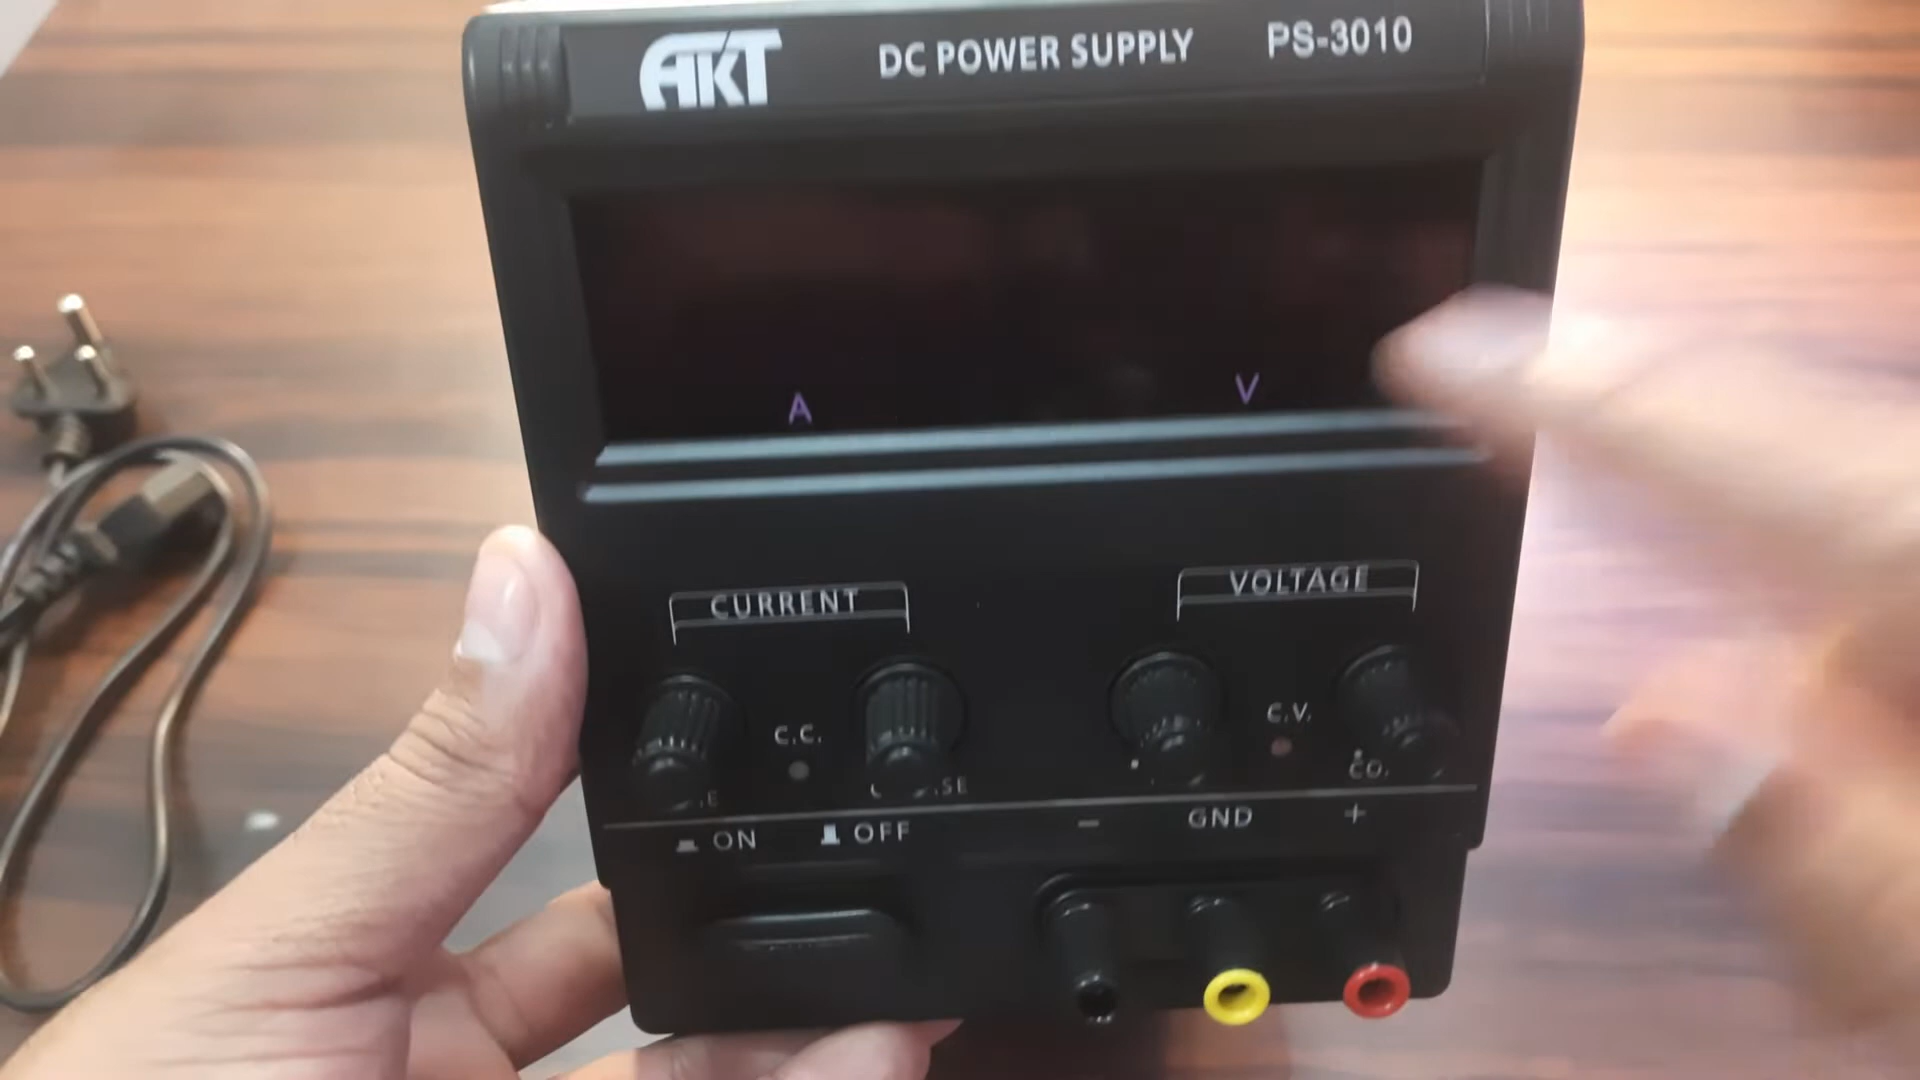 AKT DC POWER SUPPLY PS-3010
A V
CURRENT VOLTAGE
C.C. C.V.
ON OFF - GND +